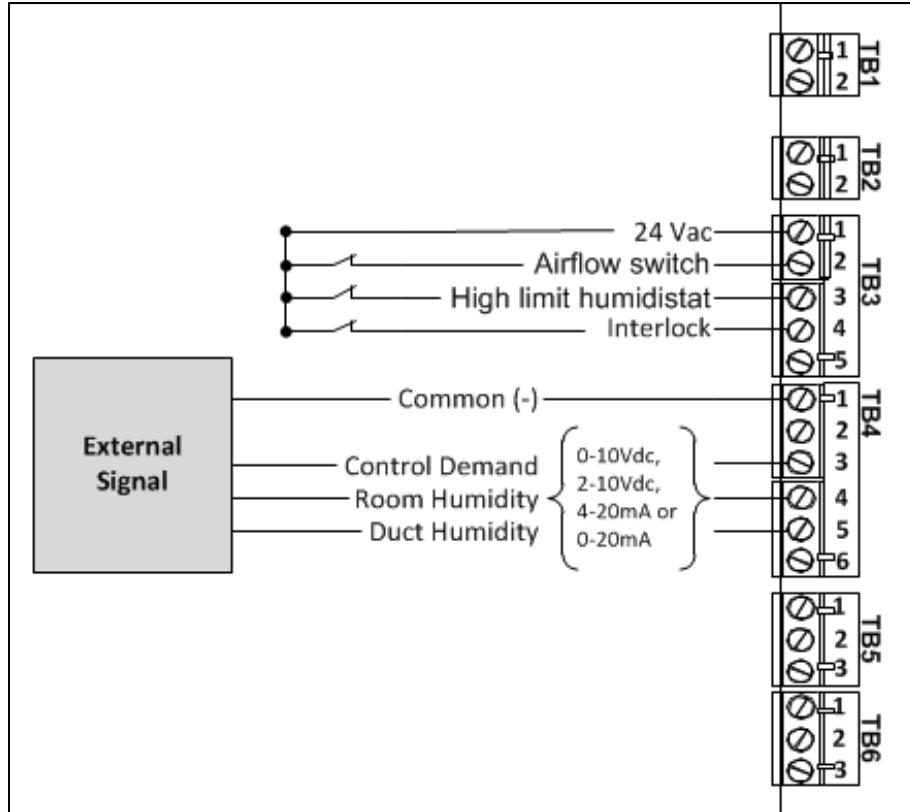 1
2
TB1
1
2
TB2
24 Vac
1
Airflow switch
2
High limit humidistat
3
Interlock
4
5
TB3
External
Signal
Common (-)
Control Demand
Room Humidity
Duct Humidity
0-10Vdc,
2-10Vdc,
4-20mA or
0-20mA
1
2
3
4
5
6
TB4
1
2
3
TB5
1
2
3
TB6